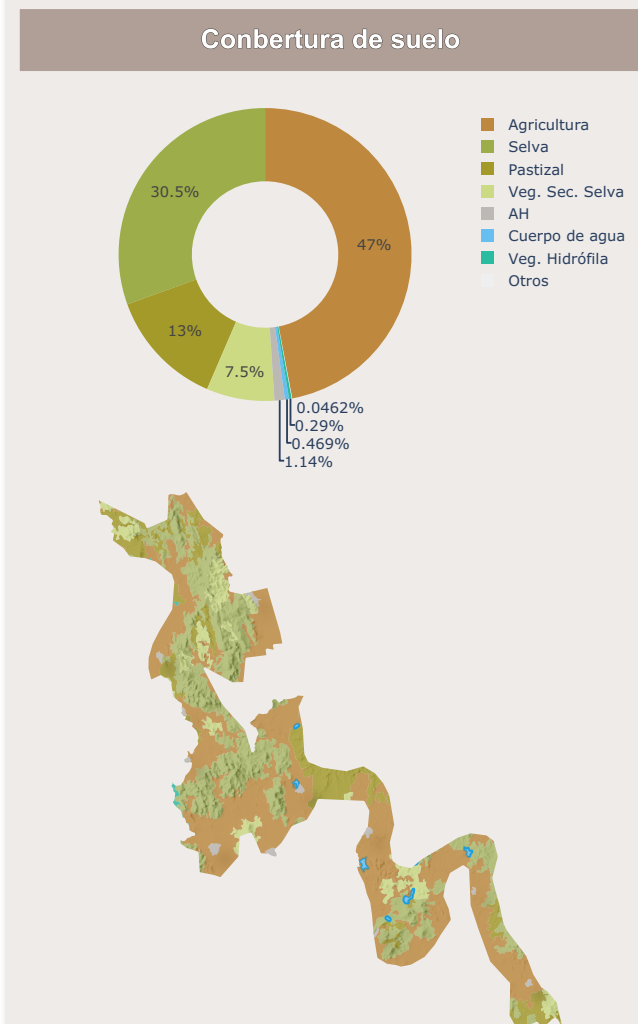 Conbertura de suelo
Agricultura
Selva
Pastizal
Veg. Sec. Selva
AH
Cuerpo de agua
Veg. Hidrófila
Otros
30.5%
47%
13%
7.5%
0.0462%
0.29%
0.469%
1.14%